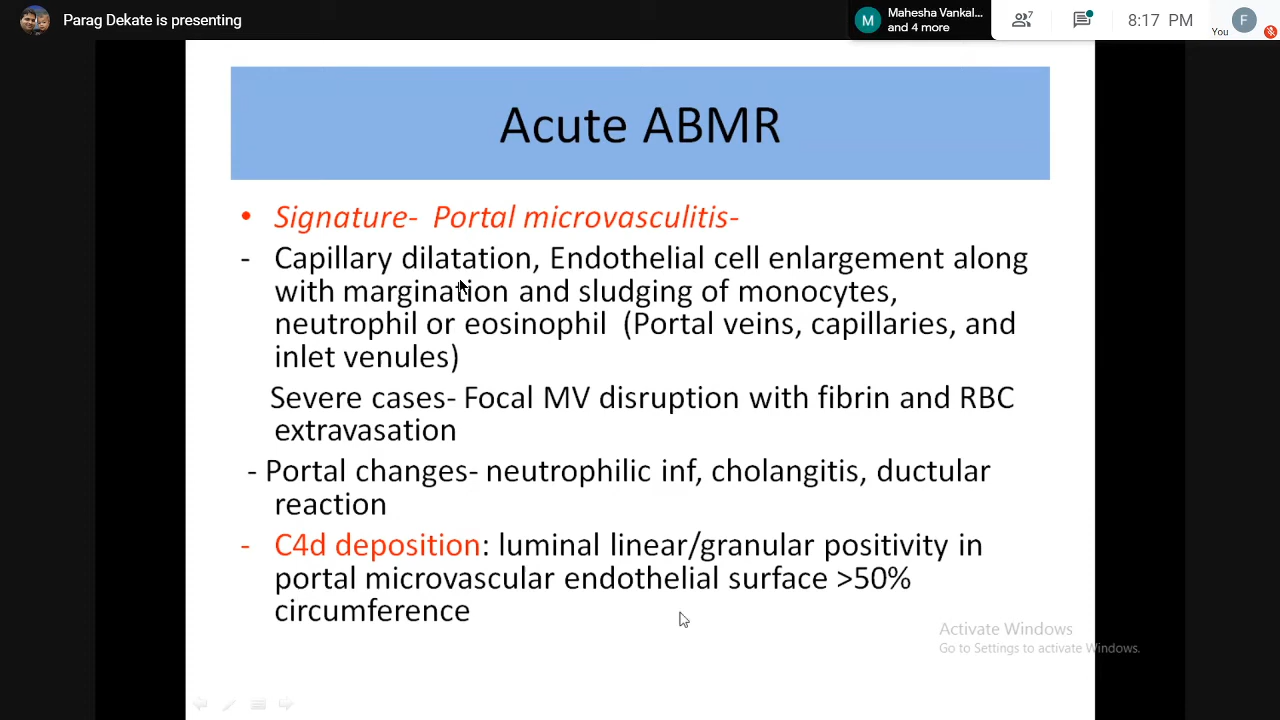 Parag Dekate is presenting
M
Mahesha Vankal...
and 4 more
7
8:17 PM
You
F
Acute ABMR
• Signature- Portal microvasculitis-
- Capillary dilatation, Endothelial cell enlargement along
with margination and sludging of monocytes,
neutrophil or eosinophil (Portal veins, capillaries, and
inlet venules)
Severe cases- Focal MV disruption with fibrin and RBC
extravasation
- Portal changes- neutrophilic inf, cholangitis, ductular
reaction
- C4d deposition: luminal linear/granular positivity in
portal microvascular endothelial surface >50%
circumference
Activate Windows
Go to Settings to activate Windows.